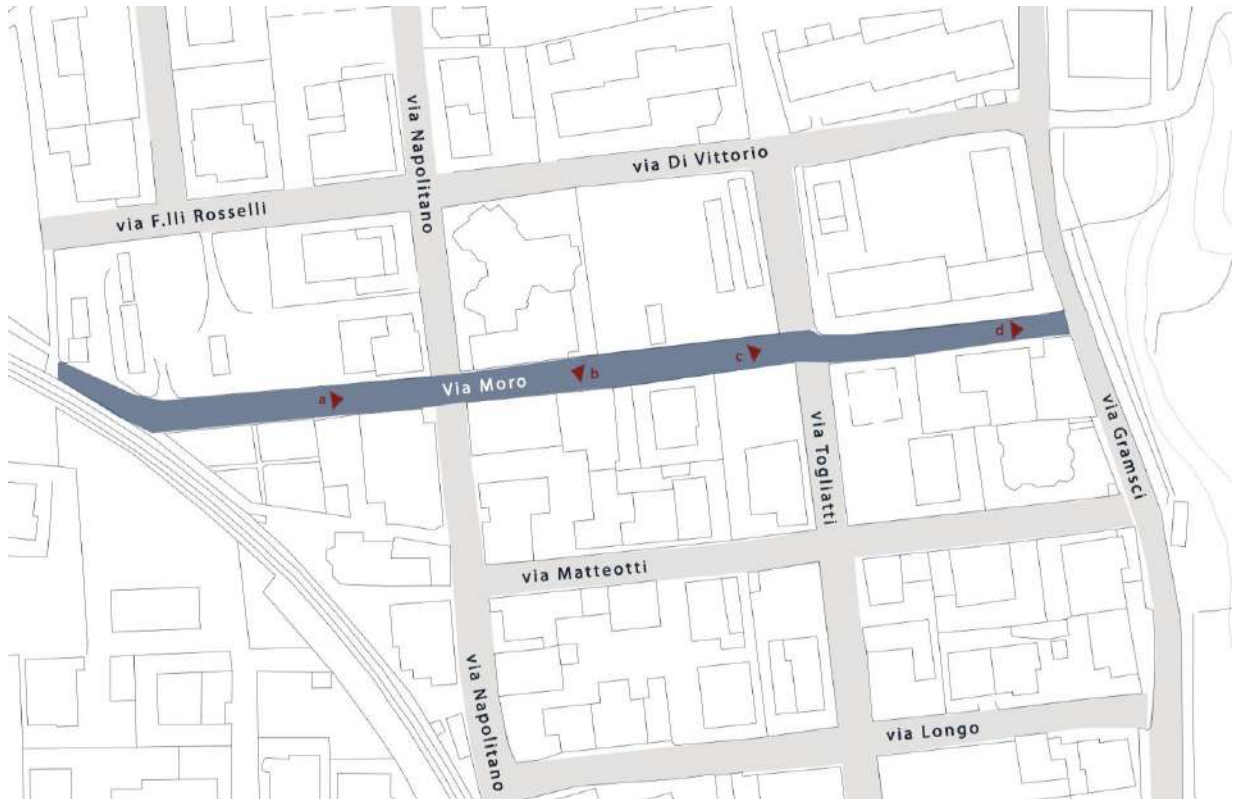 via Napolitano
via Di Vittorio
via F.lli Rosselli
d
c
b
Via Moro
a
via Gramsci
via Togliatti
via Matteotti
via Napolitano
via Longo